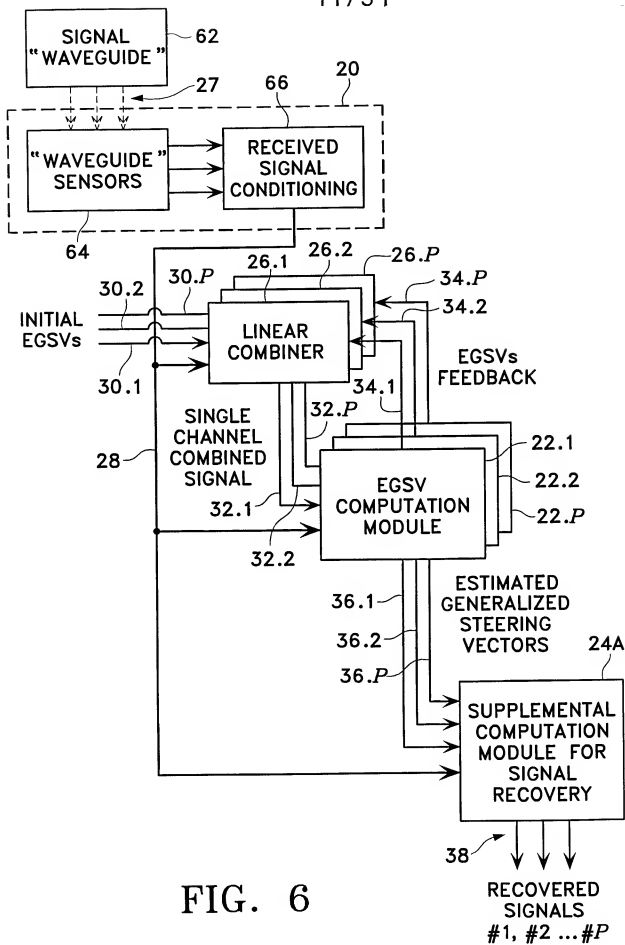 SIGNAL
"WAVEGUIDE"
62
27
20
66
"WAVEGUIDE"
SENSORS
RECEIVED
SIGNAL
CONDITIONING
64
26.P
26.2
26.1
30.P
30.2
34.P
34.2
INITIAL
EGSVs
LINEAR
COMBINER
30.1
34.1
EGSVs
FEEDBACK
32.P
SINGLE
CHANNEL
COMBINED
SIGNAL
28
22.1
EGSV
COMPUTATION
MODULE
22.2
32.1
22.P
32.2
36.1
ESTIMATED
GENERALIZED
STEERING
VECTORS
36.2
36.P
24A
SUPPLEMENTAL
COMPUTATION
MODULE FOR
SIGNAL
RECOVERY
38
FIG. 6
RECOVERED
SIGNALS
#1, #2 ... #P